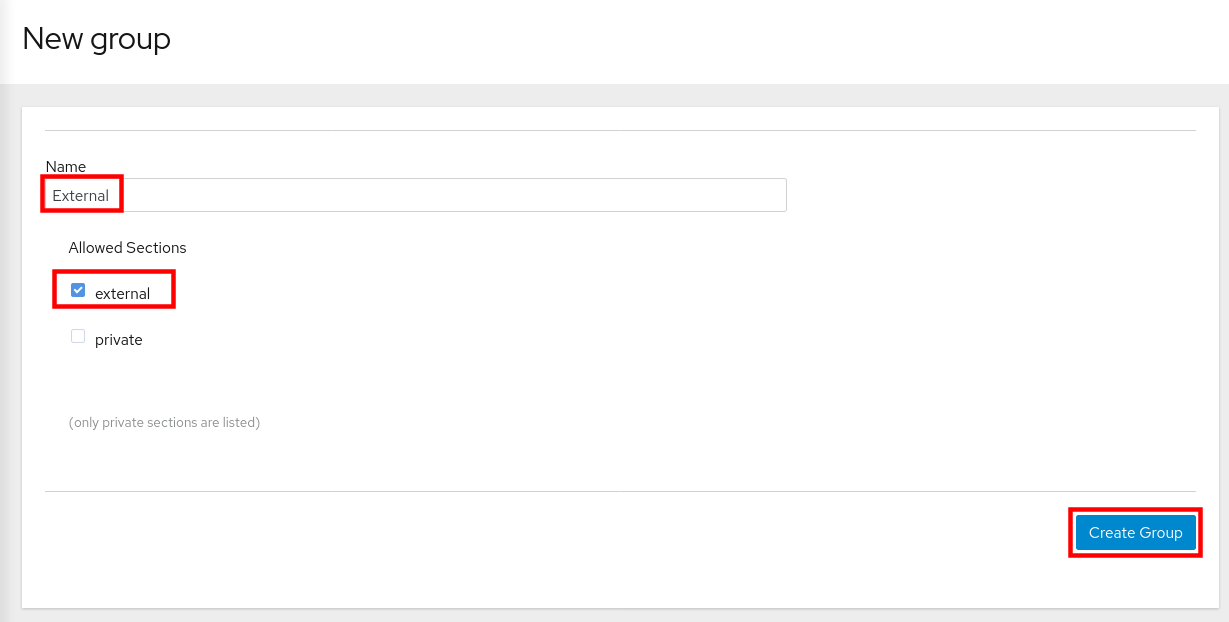 New group
Name
External
Allowed Sections
external
private
(only private sections are listed)
Create Group